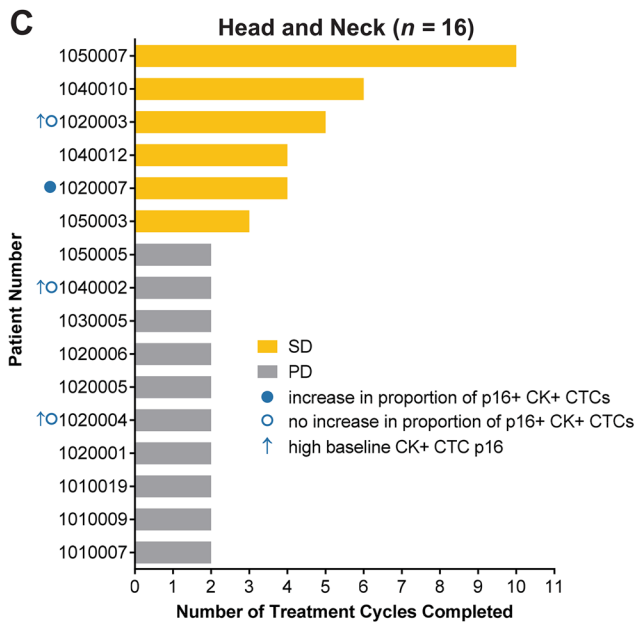 C
Head and Neck (n = 16)
1050007
1040010
↑○1020003
1040012
●1020007
1050003
1050005
↑○1040002
1030005
1020006
1020005
↑○1020004
1020001
1010019
1010009
1010007
Patient Number
SD
PD
● increase in proportion of p16+ CK+ CTCs
○ no increase in proportion of p16+ CK+ CTCs
↑ high baseline CK+ CTC p16
0 1 2 3 4 5 6 7 8 9 10 11
Number of Treatment Cycles Completed